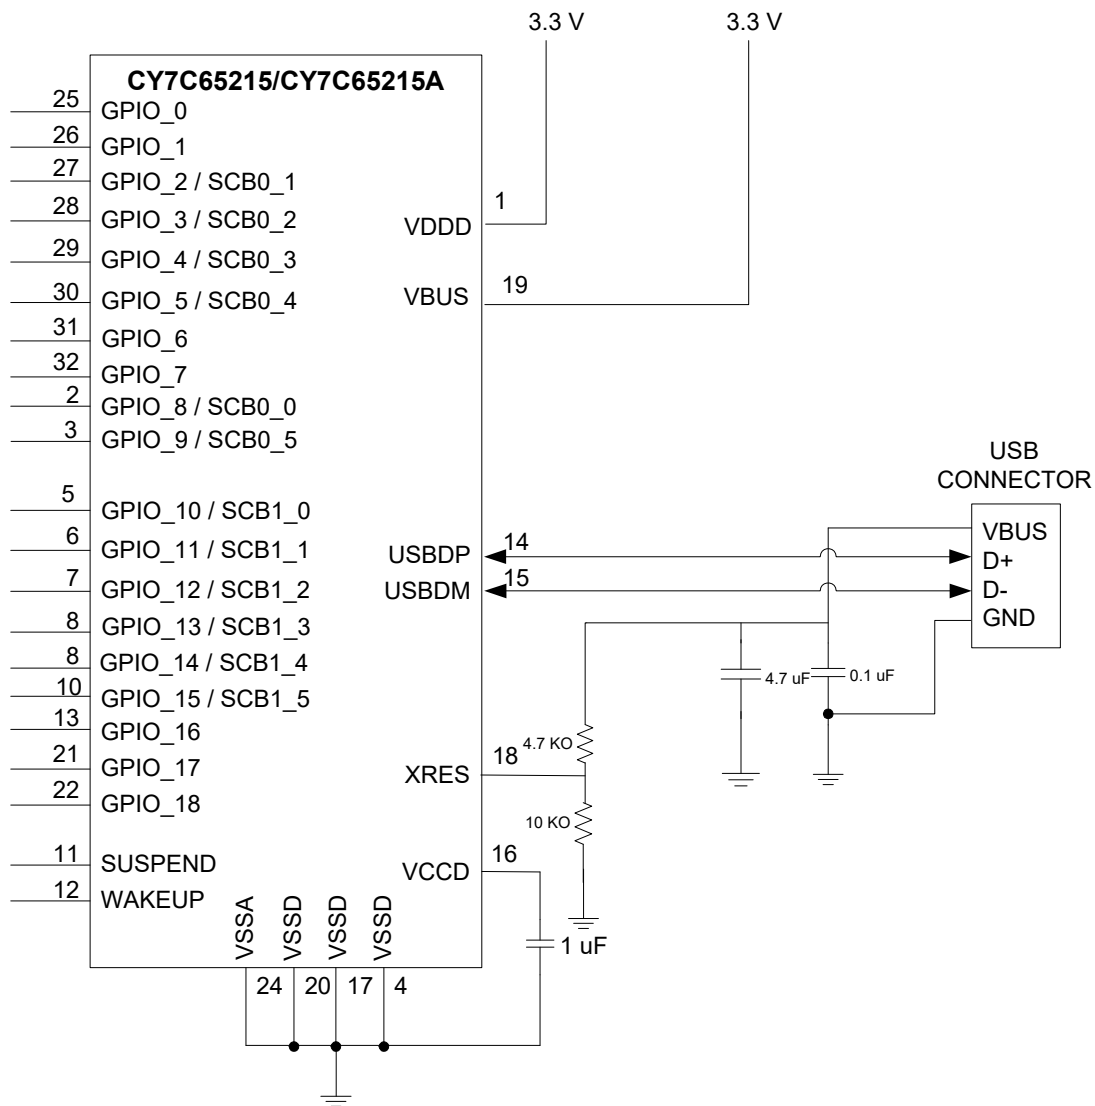 3.3 V
3.3 V
CY7C65215/CY7C65215A
25 GPIO_0
26 GPIO_1
27 GPIO_2 / SCB0_1
28 GPIO_3 / SCB0_2
29 GPIO_4 / SCB0_3
30 GPIO_5 / SCB0_4
31 GPIO_6
32 GPIO_7
2 GPIO_8 / SCB0_0
3 GPIO_9 / SCB0_5
5 GPIO_10 / SCB1_0
6 GPIO_11 / SCB1_1
7 GPIO_12 / SCB1_2
8 GPIO_13 / SCB1_3
8 GPIO_14 / SCB1_4
10 GPIO_15 / SCB1_5
13 GPIO_16
21 GPIO_17
22 GPIO_18
11 SUSPEND
12 WAKEUP
VDDD 1
VBUS 19
USBDP 14
USBDM 15
XRES 18
VCCD 16
VSSA
VSSD
VSSD
VSSD
24 20 17 4
4.7 KO
10 KO
1 uF
4.7 uF
0.1 uF
USB
CONNECTOR
VBUS
D+
D-
GND